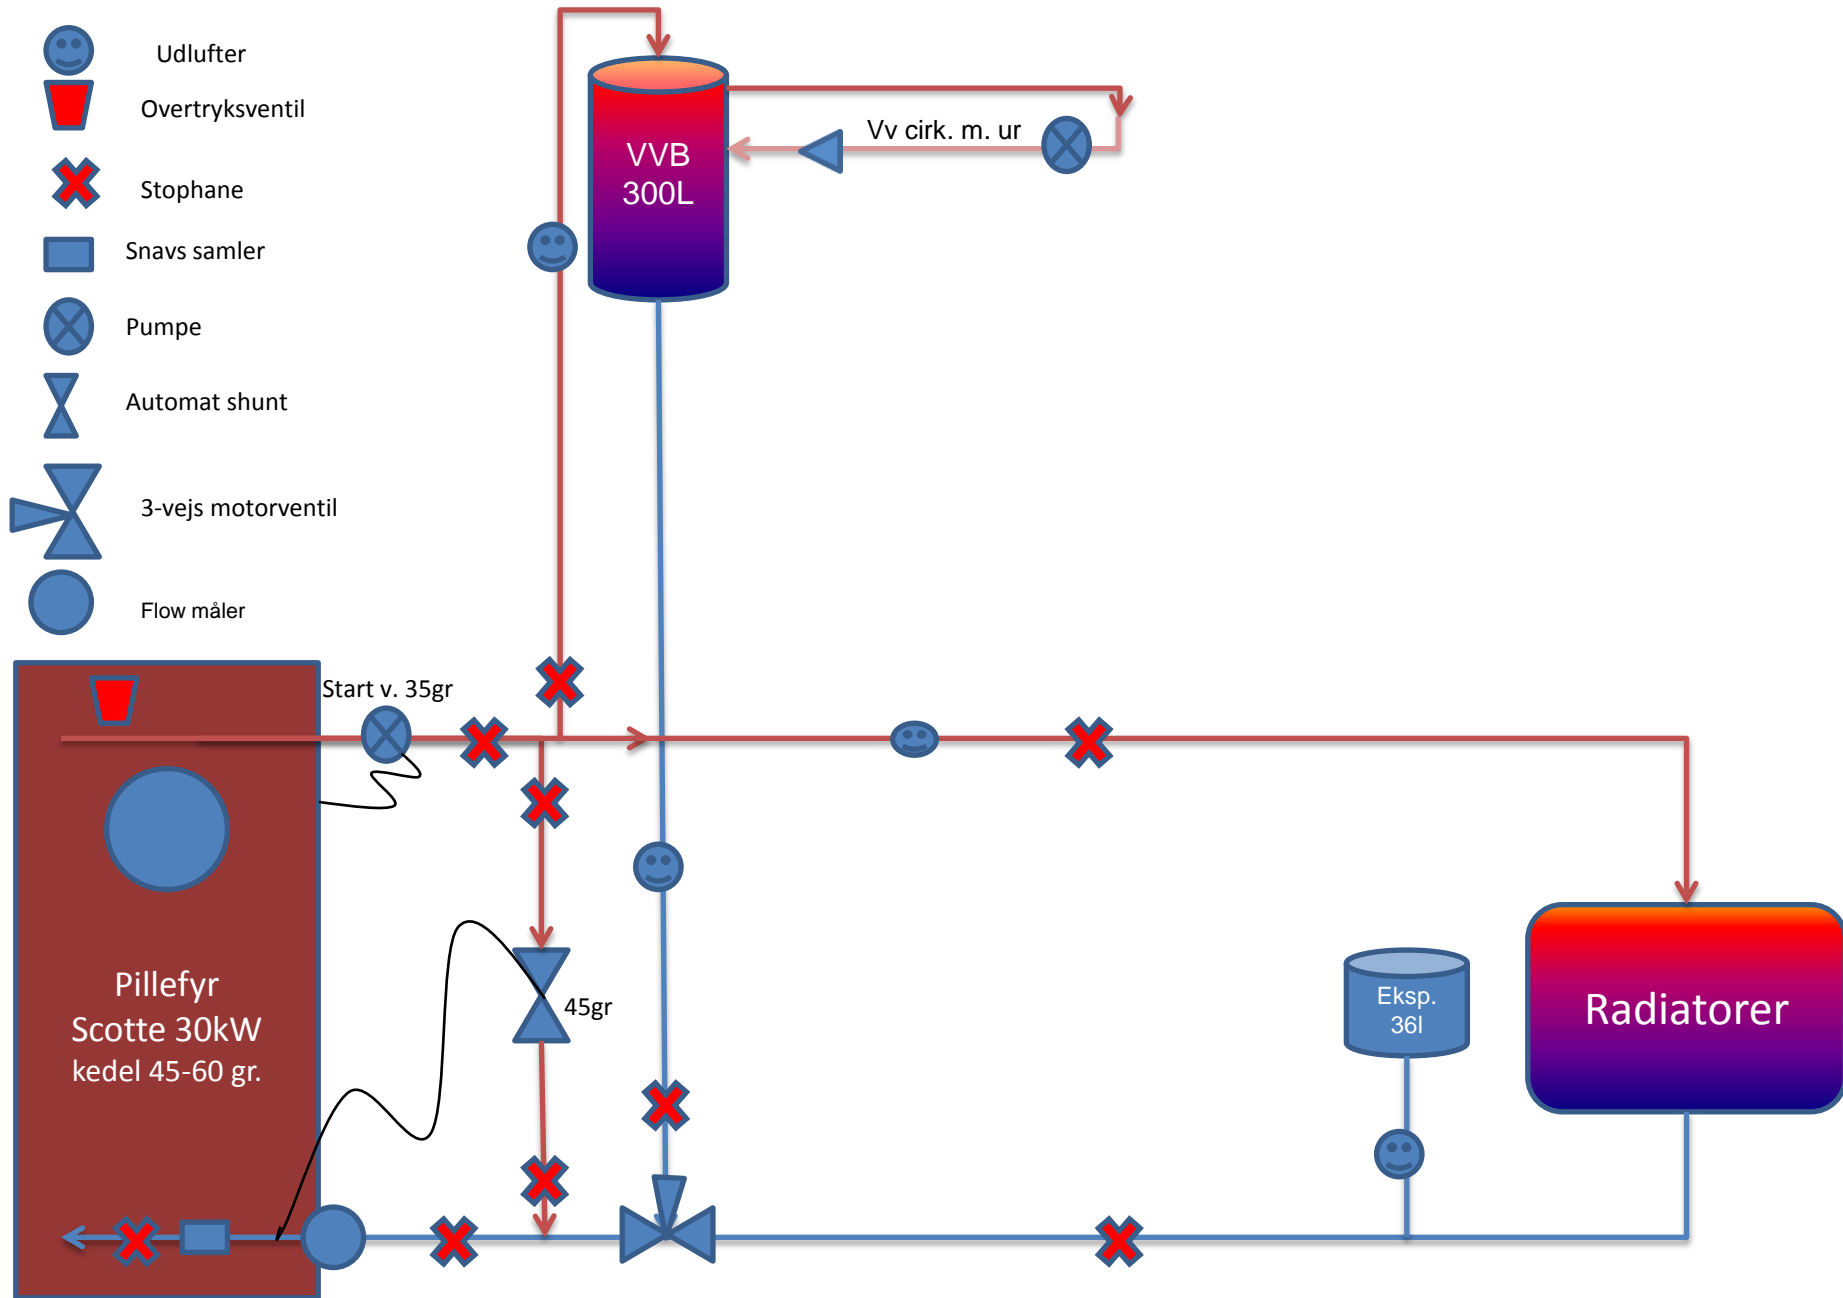 Udlufter
Overtryksventil
Stophane
Snavs samler
Pumpe
Automat shunt
3-vejs motorventil
Flow måler
VVB
300L
Vv cirk. m. ur
Start v. 35gr
Pillefyr
Scotte 30kW
kedel 45-60 gr.
45gr
Eksp.
36l
Radiatorer